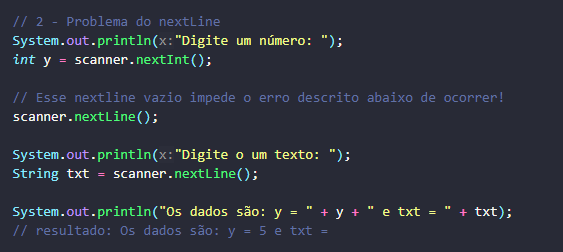 // 2 - Problema do nextLine
System.out.println(x:"Digite um número: ");
int y = scanner.nextInt();
// Esse nextline vazio impede o erro descrito abaixo de ocorrer!
scanner.nextLine();
System.out.println(x:"Digite o um texto: ");
String txt = scanner.nextLine();
System.out.println("Os dados são: y = " + y + " e txt = " + txt);
// resultado: Os dados são: y = 5 e txt =